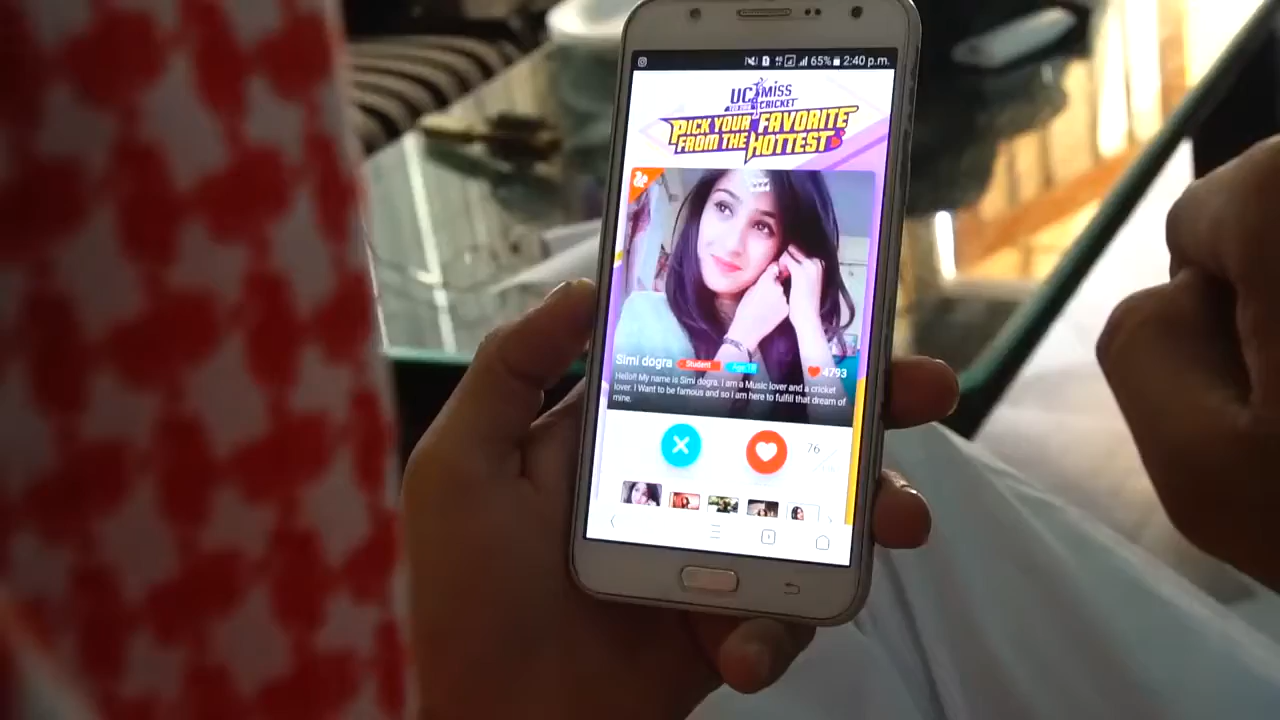 65% 2:40 p.m.
UC MISS
CRICKET
PICK YOUR FAVORITE
FROM THE HOTTEST
Simi dogra Student Age
4793
Hello!! My name is Simi dogra. I am a Music lover and a cricket
lover. I Want to be famous and so I am here to fulfill that dream of
mine.
76